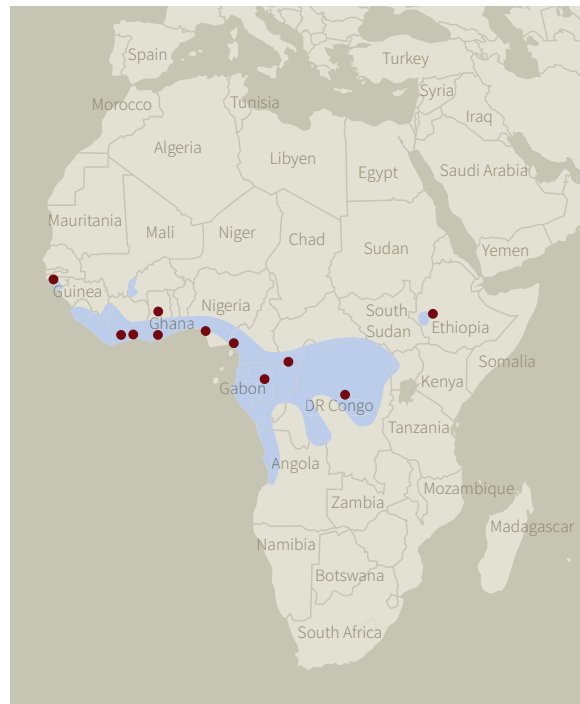 Spain
Turkey
Syria
Morocco
Tunisia
Iraq
Algeria
Libyen
Egypt
Saudi Arabia
Mauritania
Mali
Niger
Chad
Sudan
Yemen
Guinea
Nigeria
Ghana
South
Sudan
Ethiopia
Somalia
Gabon
Kenya
DR Congo
Tanzania
Angola
Mozambique
Zambia
Madagascar
Namibia
Botswana
South Africa